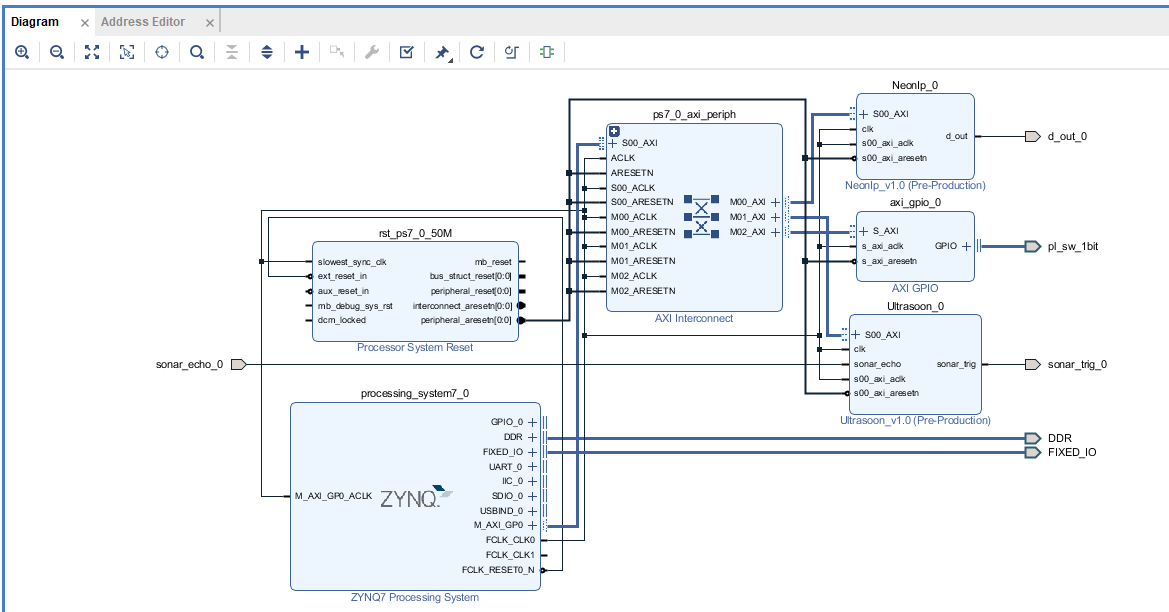 Diagram
Address Editor
ps7_0_axi_periph
S00_AXI
ACLK
ARESETN
S00_ACLK
S00_ARESETN
M00_ACLK
M00_ARESETN
M01_ACLK
M01_ARESETN
M02_ACLK
M02_ARESETN
M00_AXI
M01_AXI
M02_AXI
AXI Interconnect
NeonIp_0
S00_AXI
clk
s00_axi_aclk
s00_axi_aresetn
d_out
NeonIp_v1.0 (Pre-Production)
d_out_0
axi_gpio_0
S_AXI
s_axi_aclk
s_axi_aresetn
GPIO
AXI GPIO
pl_sw_1bit
rst_ps7_0_50M
slowest_sync_clk
ext_reset_in
aux_reset_in
mb_debug_sys_rst
dcm_locked
mb_reset
bus_struct_reset[0:0]
peripheral_reset[0:0]
interconnect_aresetn[0:0]
peripheral_aresetn[0:0]
Processor System Reset
Ultrasoon_0
S00_AXI
clk
sonar_echo
s00_axi_aclk
s00_axi_aresetn
sonar_trig
Ultrasoon_v1.0 (Pre-Production)
sonar_echo_0
sonar_trig_0
processing_system7_0
M_AXI_GP0_ACLK
ZYNQ
GPIO_0
DDR
FIXED_IO
UART_0
IIC_0
SDIO_0
USBIND_0
M_AXI_GP0
FCLK_CLK0
FCLK_CLK1
FCLK_RESET0_N
ZYNQ7 Processing System
DDR
FIXED_IO